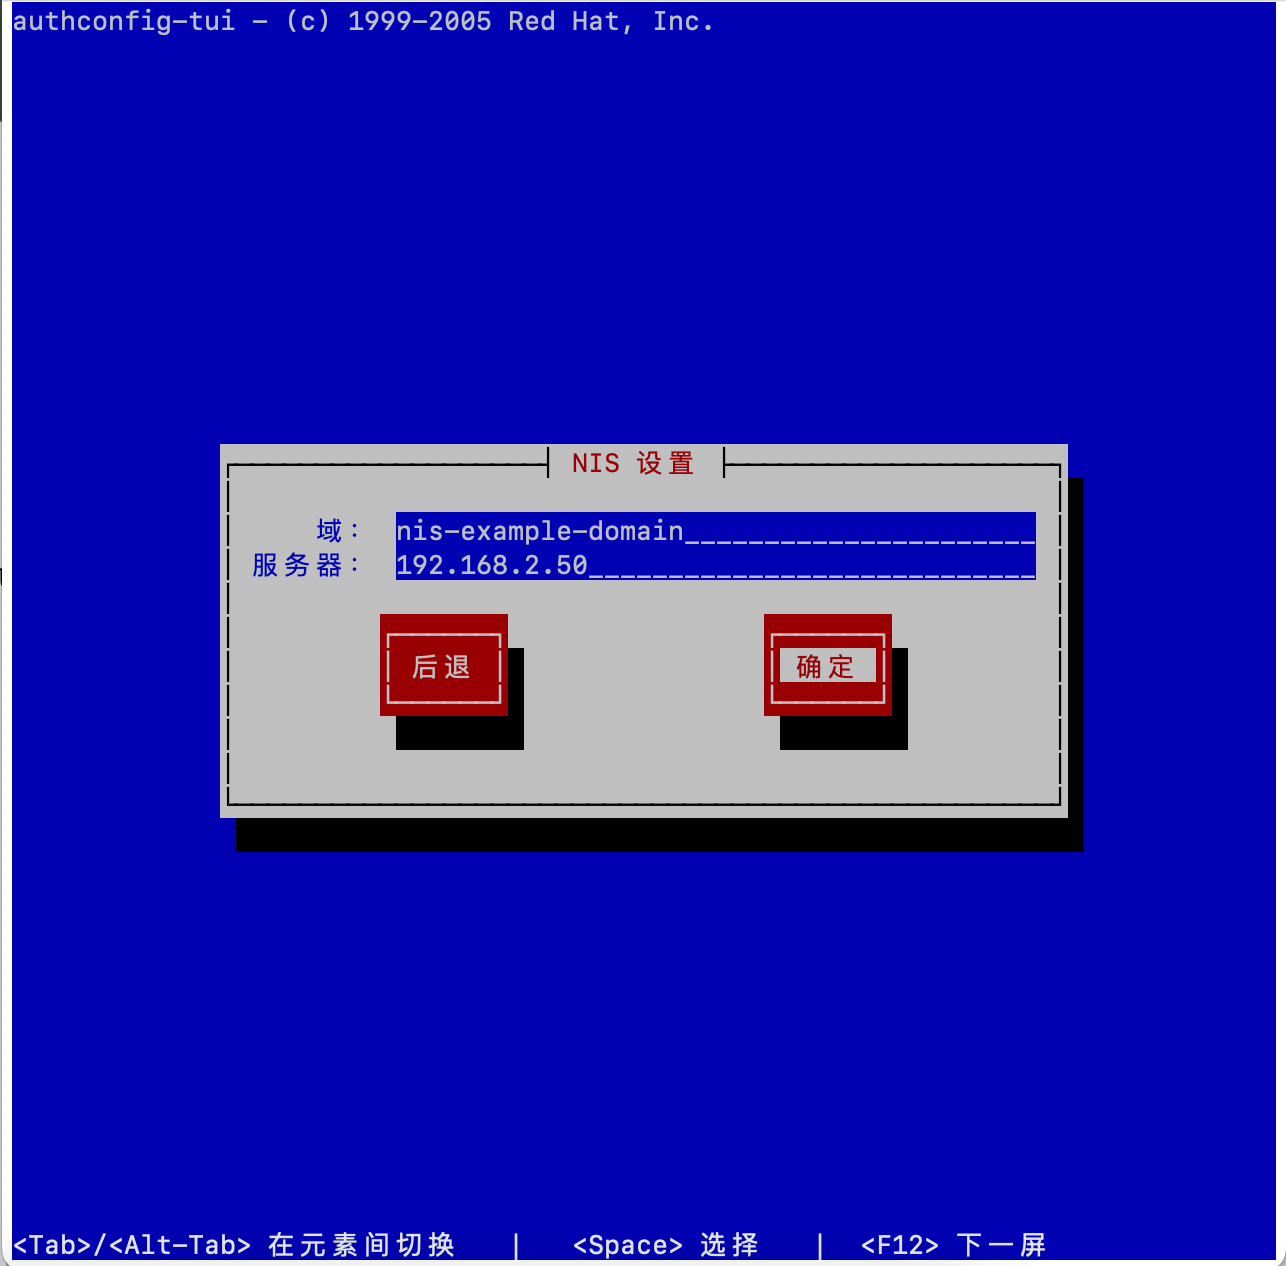 authconfig-tui - (c) 1999-2005 Red Hat, Inc.
NIS 设置
域： nis-example-domain______________________
服务器： 192.168.2.50____________________________
后退 确定
<Tab>/<Alt-Tab> 在元素间切换 | <Space> 选择 | <F12> 下一屏